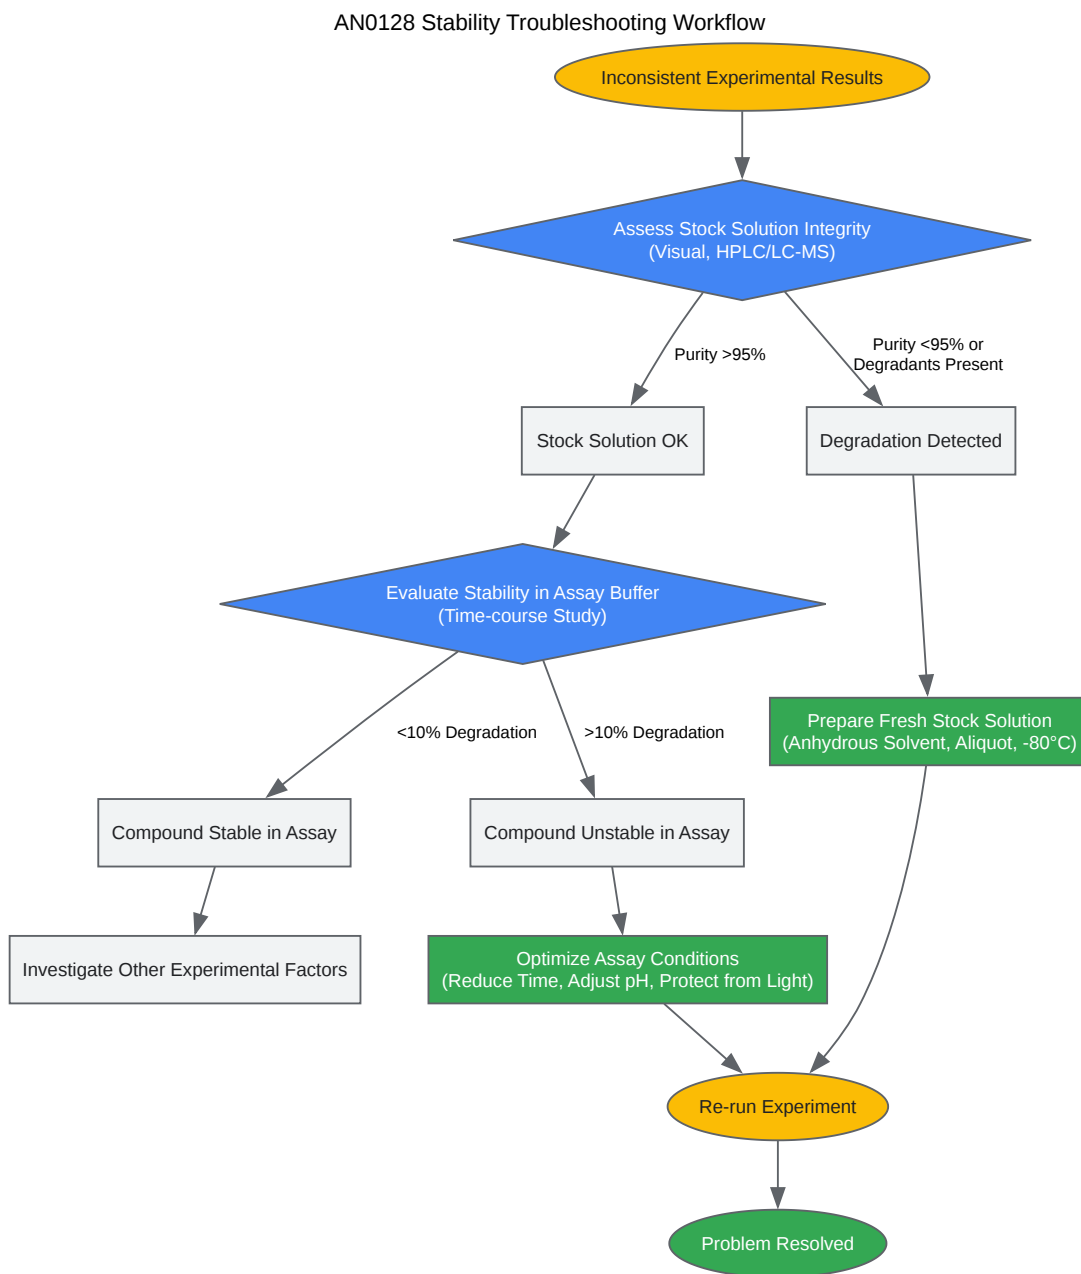 AN0128 Stability Troubleshooting Workflow
Inconsistent Experimental Results
Assess Stock Solution Integrity
(Visual, HPLC/LC-MS)
Purity >95%
Purity <95% or
Degradants Present
Stock Solution OK
Degradation Detected
Evaluate Stability in Assay Buffer
(Time-course Study)
<10% Degradation
>10% Degradation
Prepare Fresh Stock Solution
(Anhydrous Solvent, Aliquot, -80°C)
Compound Stable in Assay
Compound Unstable in Assay
Investigate Other Experimental Factors
Optimize Assay Conditions
(Reduce Time, Adjust pH, Protect from Light)
Re-run Experiment
Problem Resolved